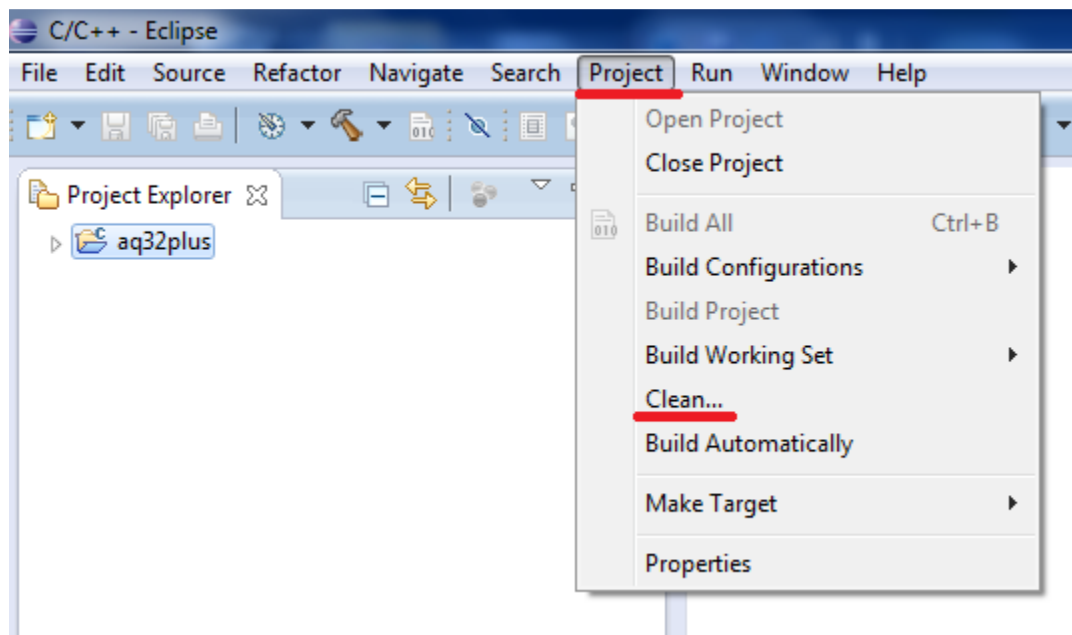 C/C++ - Eclipse
File Edit Source Refactor Navigate Search Project Run Window Help
Project Explorer
aq32plus
Open Project
Close Project
Build All Ctrl+B
Build Configurations
Build Project
Build Working Set
Clean...
Build Automatically
Make Target
Properties